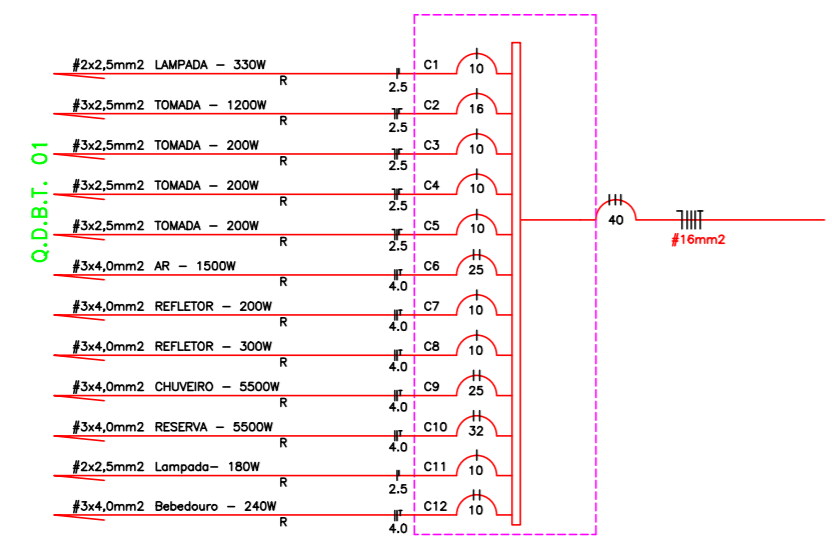 Q.D.B.T. 01
#2x2,5mm2 LAMPADA - 330W R 2.5 C1 10
#3x2,5mm2 TOMADA - 1200W R 2.5 C2 16
#3x2,5mm2 TOMADA - 200W R 2.5 C3 10
#3x2,5mm2 TOMADA - 200W R 2.5 C4 10
#3x2,5mm2 TOMADA - 200W R 2.5 C5 10
#3x4,0mm2 AR - 1500W R 4.0 C6 25
#3x4,0mm2 REFLETOR - 200W R 4.0 C7 10
#3x4,0mm2 REFLETOR - 300W R 4.0 C8 10
#3x4,0mm2 CHUVEIRO - 5500W R 4.0 C9 25
#3x4,0mm2 RESERVA - 5500W R 4.0 C10 32
#2x2,5mm2 Lampada- 180W R 2.5 C11 10
#3x4,0mm2 Bebedouro - 240W R 4.0 C12 10
40
#16mm2